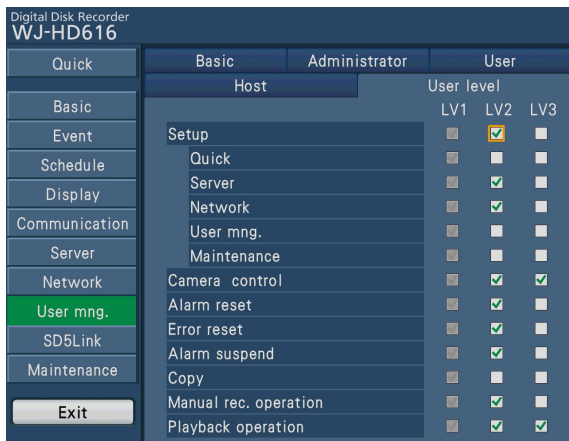 Digital Disk Recorder
WJ-HD616
Quick
Basic
Event
Schedule
Display
Communication
Server
Network
User mng.
SD5Link
Maintenance
Exit
Basic Administrator User
Host User level
LV1 LV2 LV3
Setup
Quick
Server
Network
User mng.
Maintenance
Camera control
Alarm reset
Error reset
Alarm suspend
Copy
Manual rec. operation
Playback operation